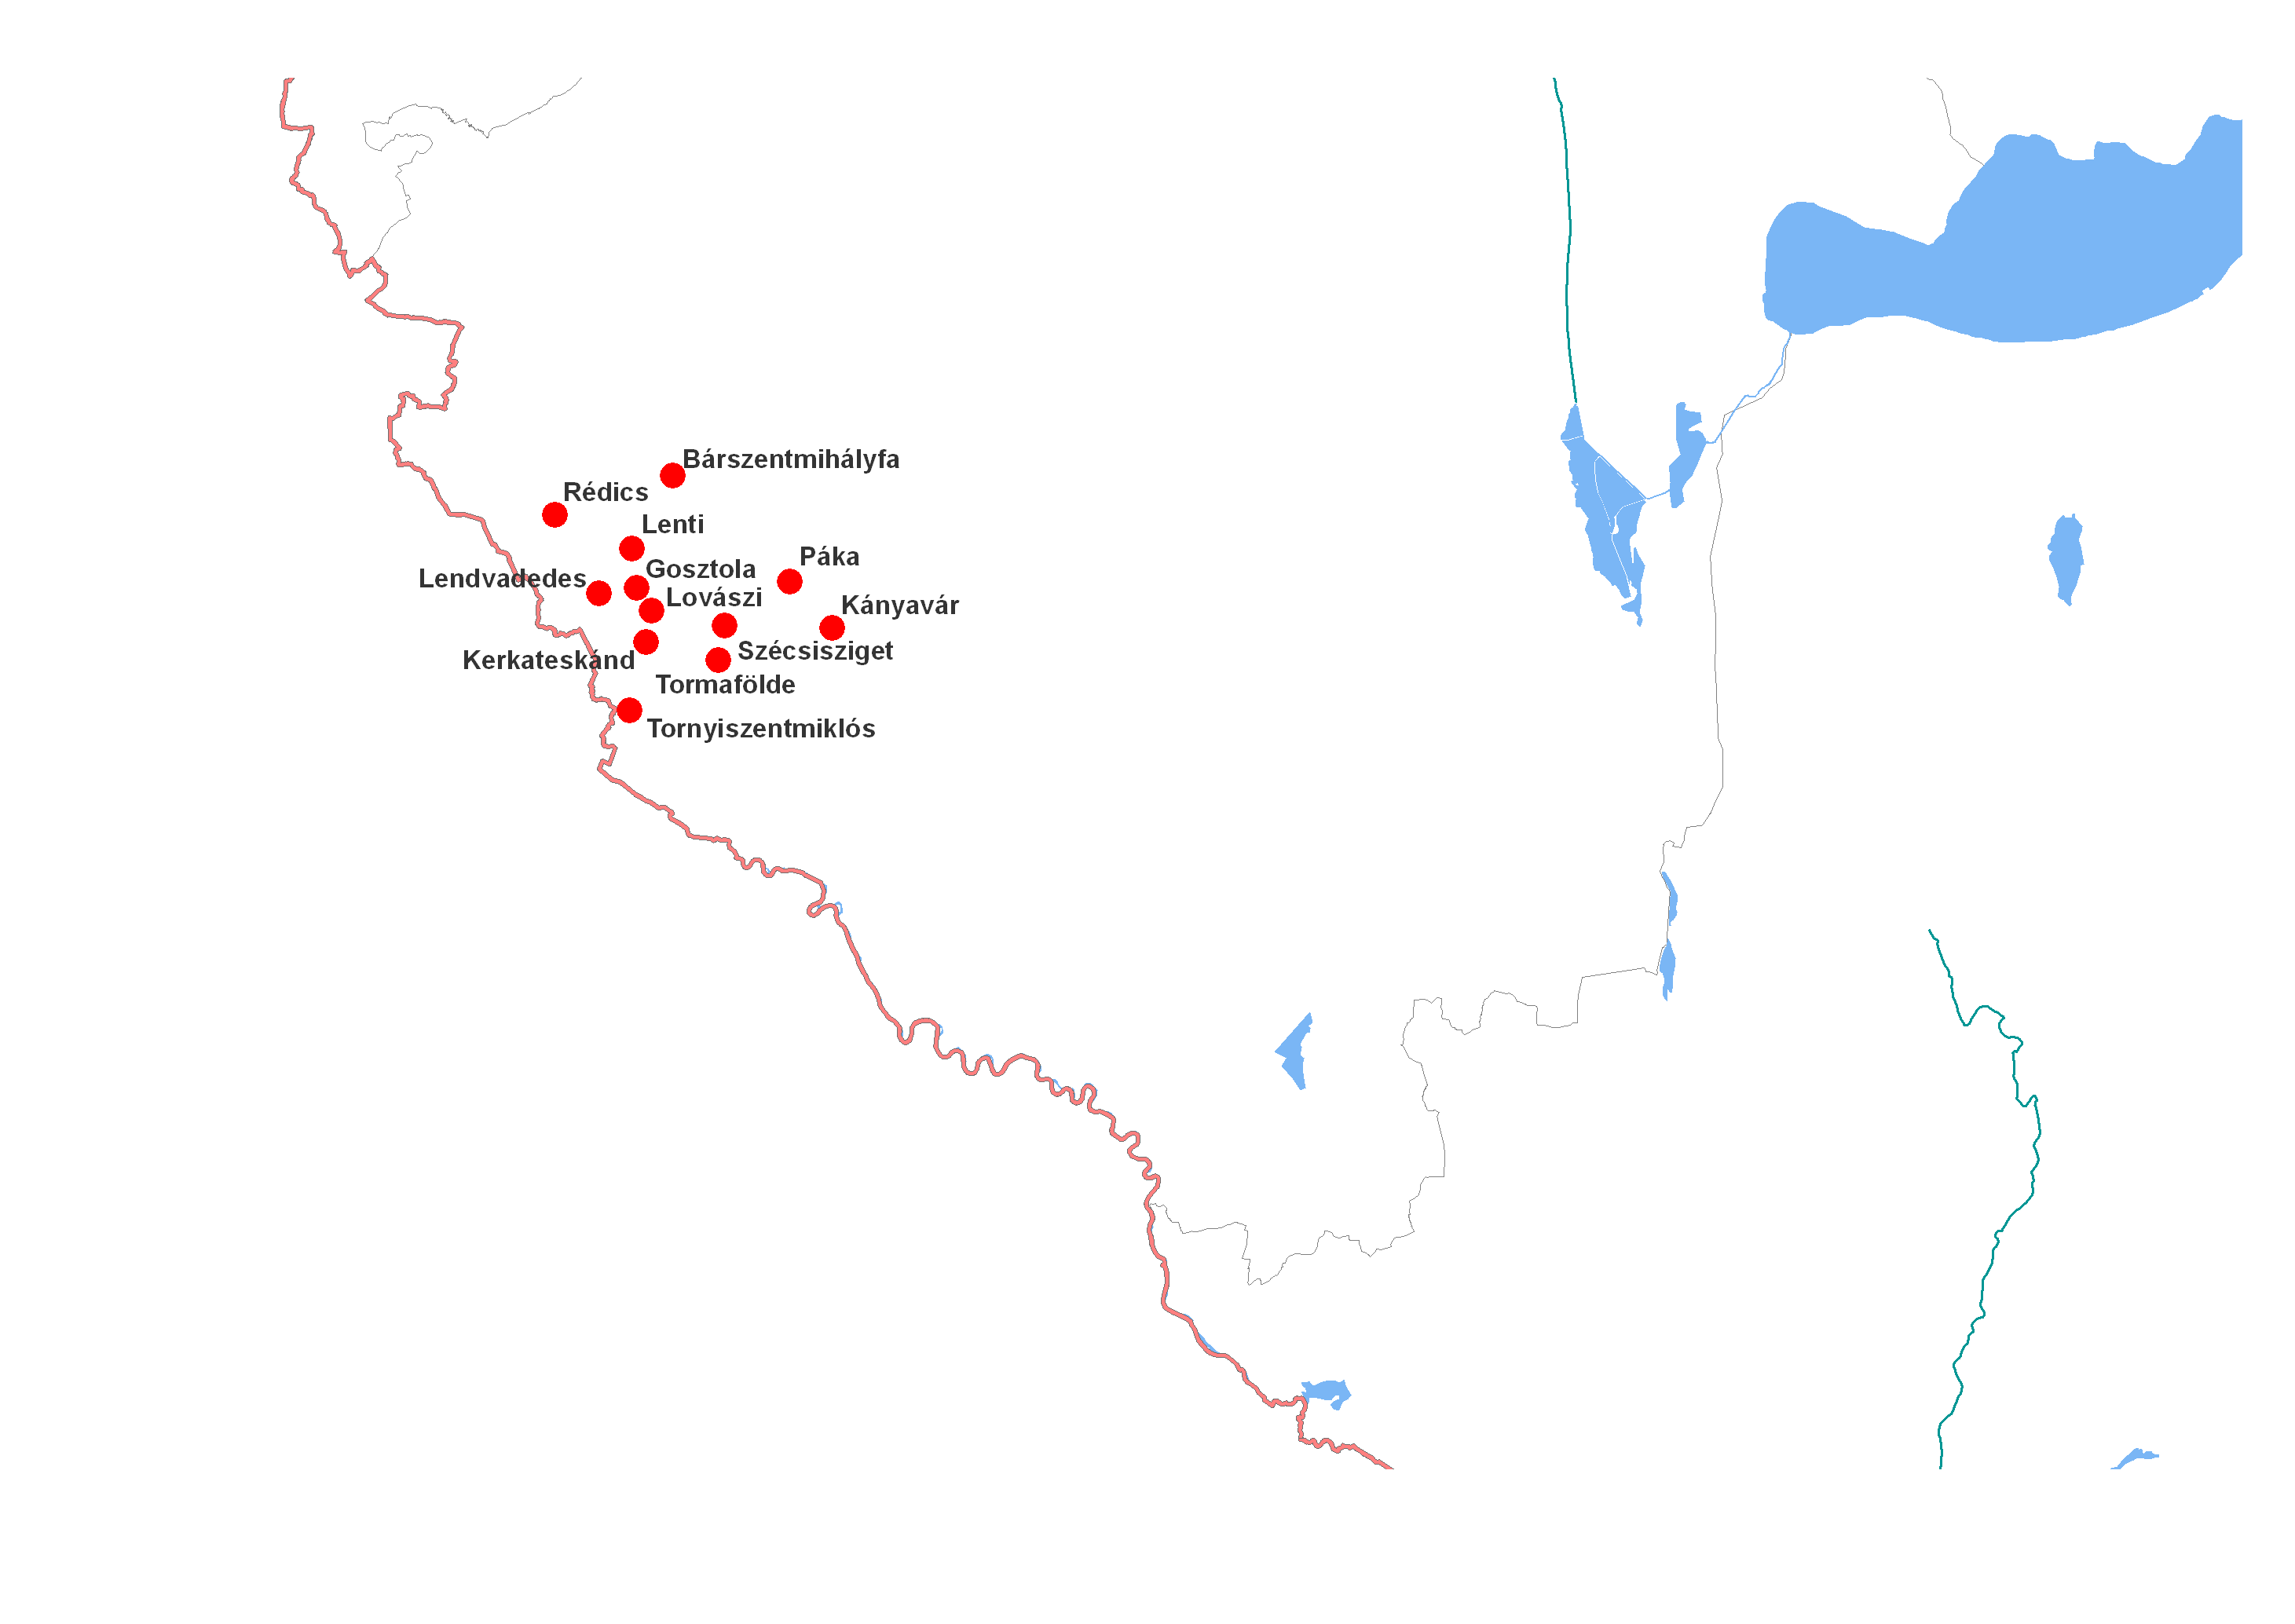 Bárszentmihályfa
Rédics
Lenti
Páka
Gosztola
Lendvadedes
Lovászi
Kányavár
Szécsisziget
Kerkateskánd
Tormafölde
Tornyiszentmiklós